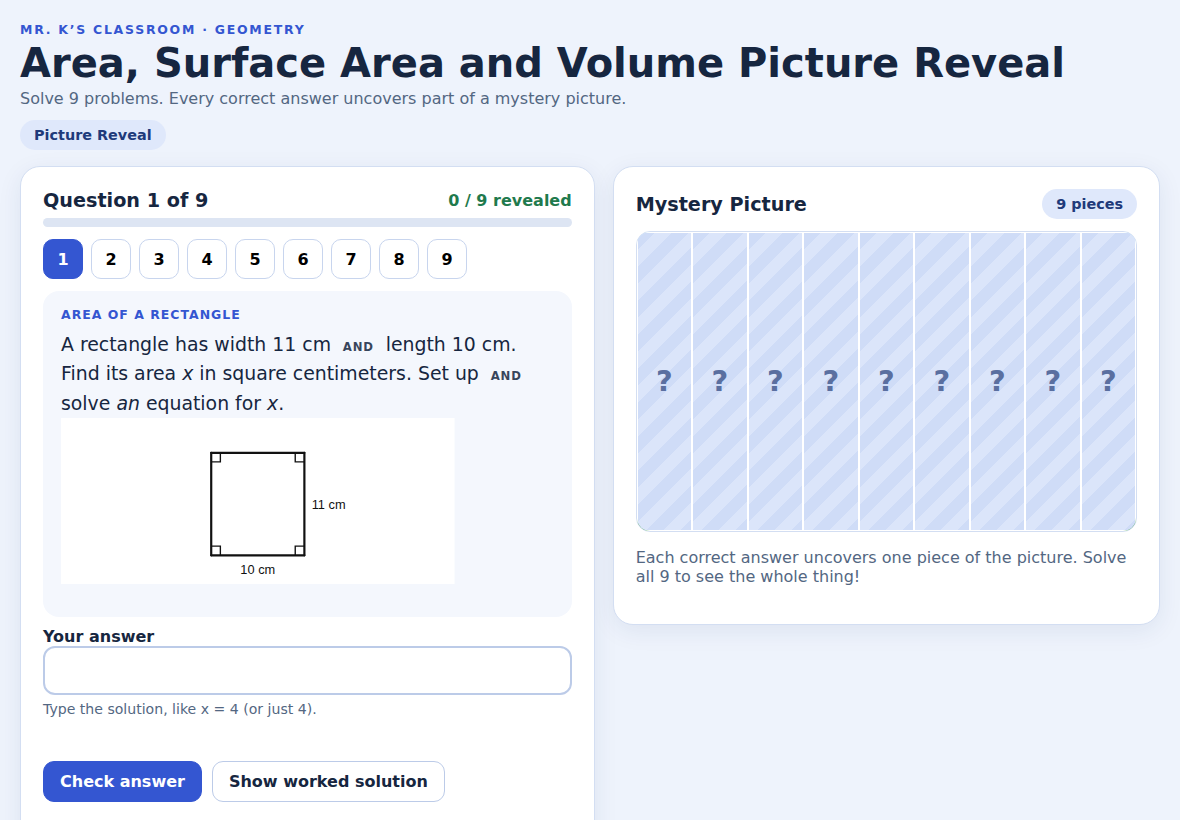 MR. K’S CLASSROOM · GEOMETRY
Area, Surface Area and Volume Picture Reveal
Solve 9 problems. Every correct answer uncovers part of a mystery picture.
Picture Reveal
Question 1 of 9
0 / 9 revealed
1 2 3 4 5 6 7 8 9
AREA OF A RECTANGLE
A rectangle has width 11 cm AND length 10 cm.
Find its area x in square centimeters. Set up AND
solve an equation for x.
11 cm
10 cm
Your answer
Type the solution, like x = 4 (or just 4).
Check answer
Show worked solution
Mystery Picture
9 pieces
? ? ? ? ? ? ? ? ?
Each correct answer uncovers one piece of the picture. Solve
all 9 to see the whole thing!